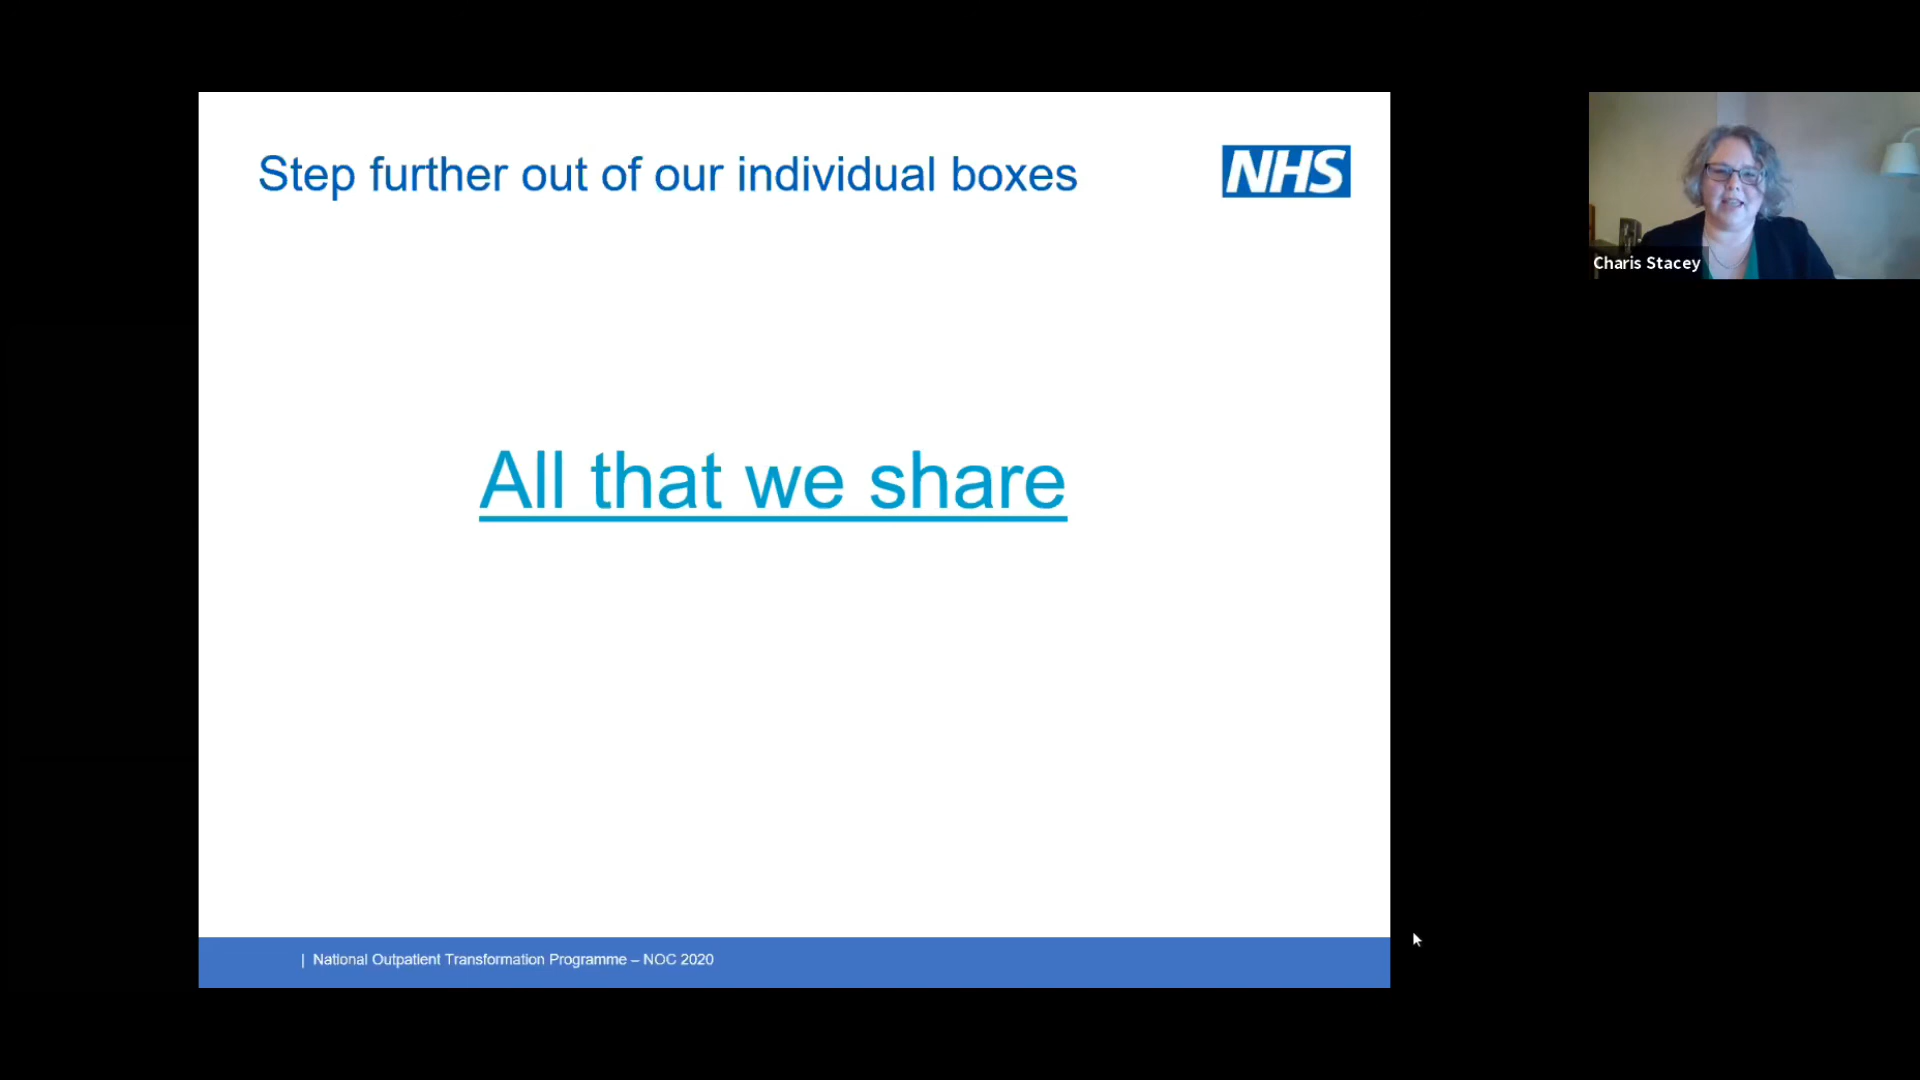 Step further out of our individual boxes
NHS
Charis Stacey
All that we share
| National Outpatient Transformation Programme – NOC 2020